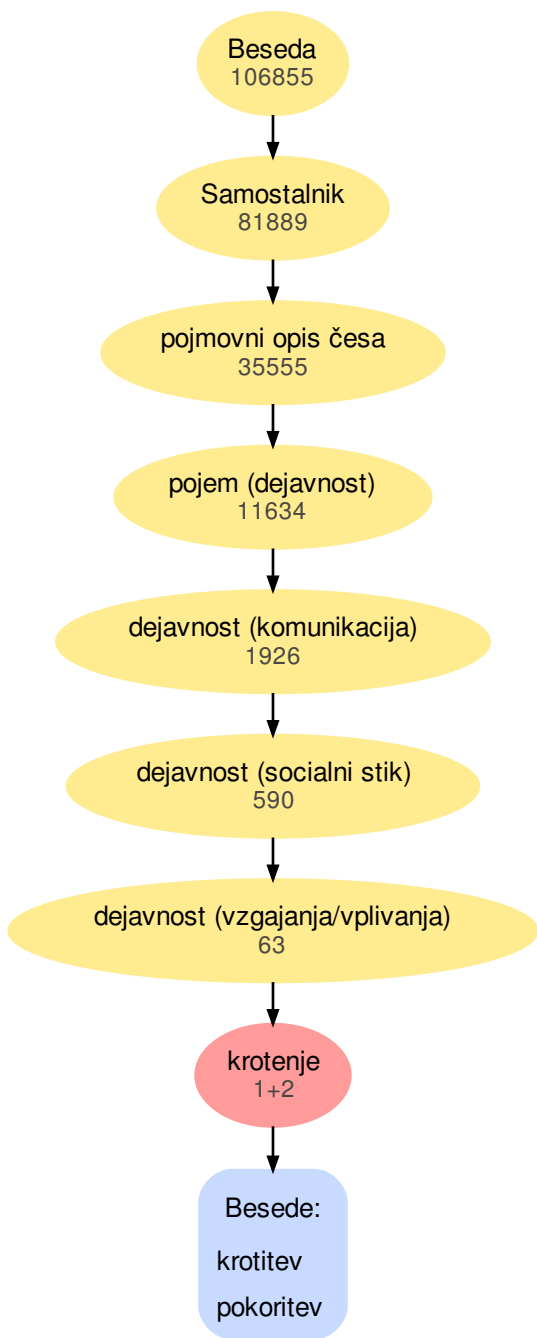 Beseda
106855
Samostalnik
81889
pojmovni opis česa
35555
pojem (dejavnost)
11634
dejavnost (komunikacija)
1926
dejavnost (socialni stik)
590
dejavnost (vzgajanja/vplivanja)
63
krotenje
1+2
Besede:
krotitev
pokoritev